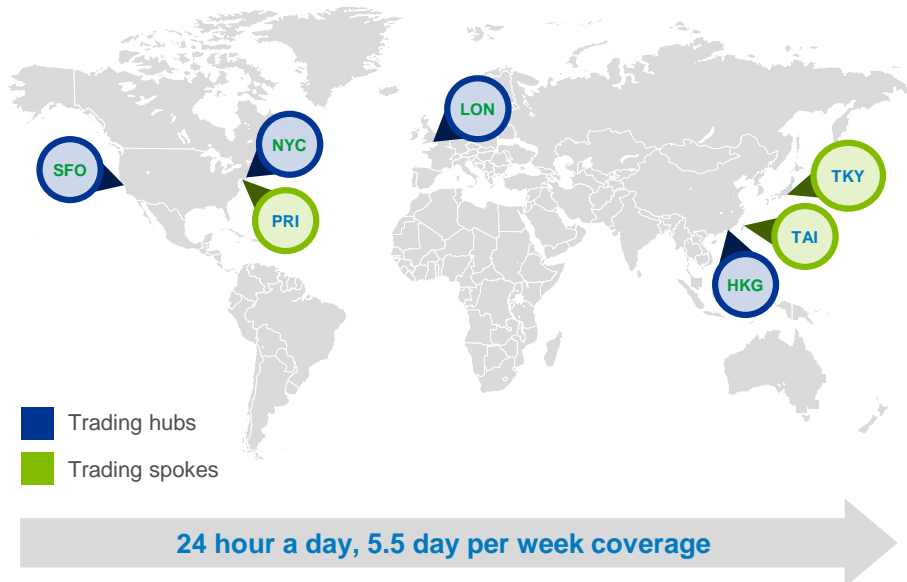 LON
NYC
SFO
TKY
PRI
TAI
HKG
Trading hubs
Trading spokes
24 hour a day, 5.5 day per week coverage